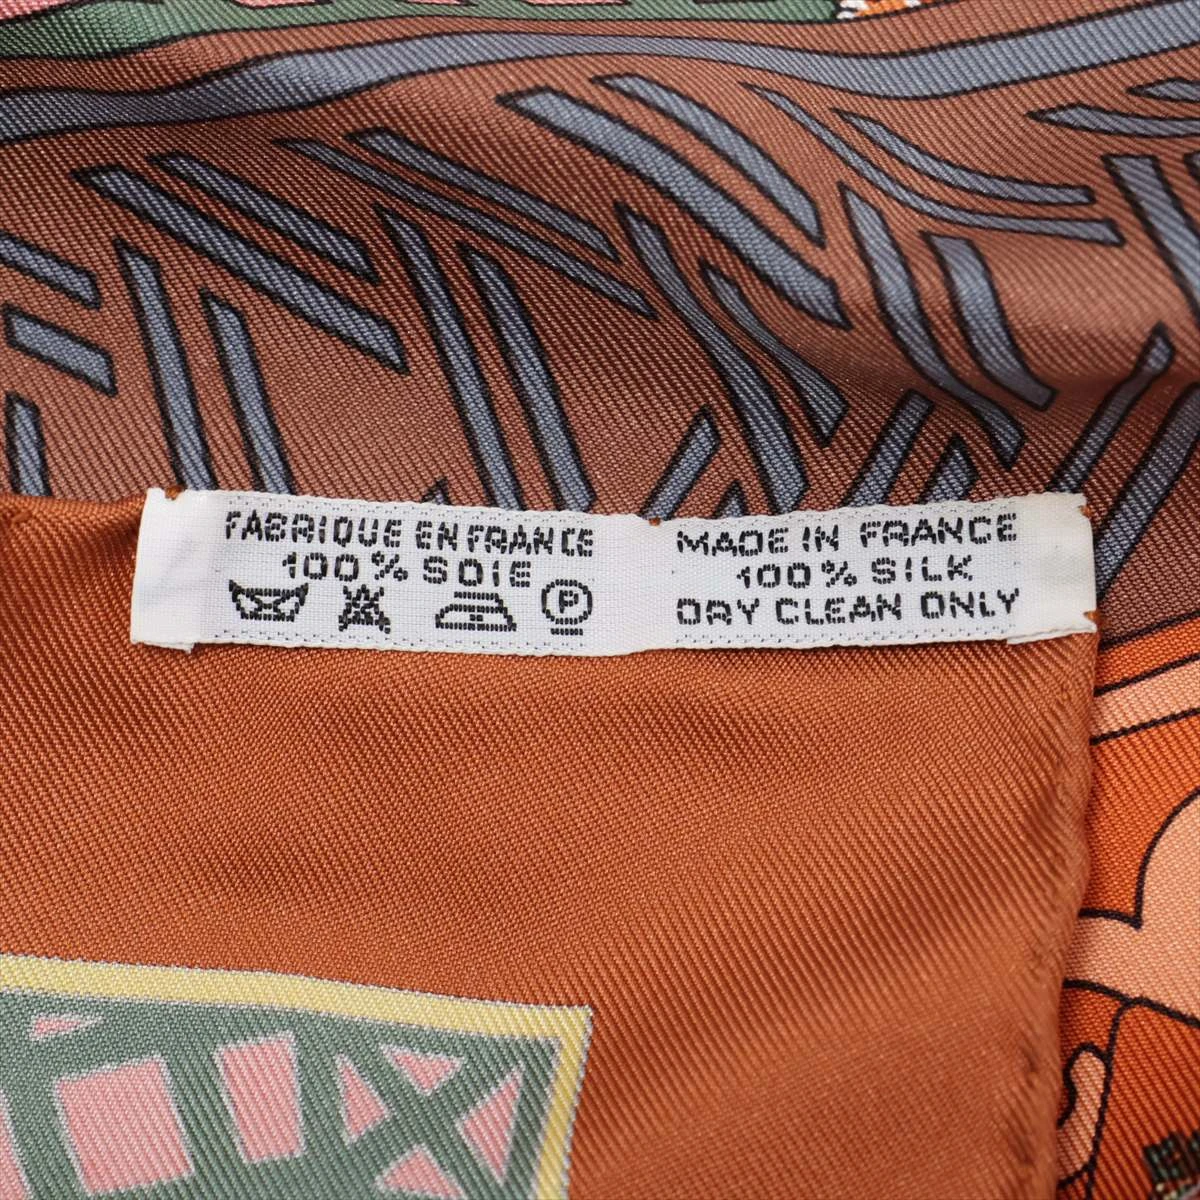 FABRIQUE EN FRANCE
100% SOIE
P
MADE IN FRANCE
100% SILK
DRY CLEAN ONLY